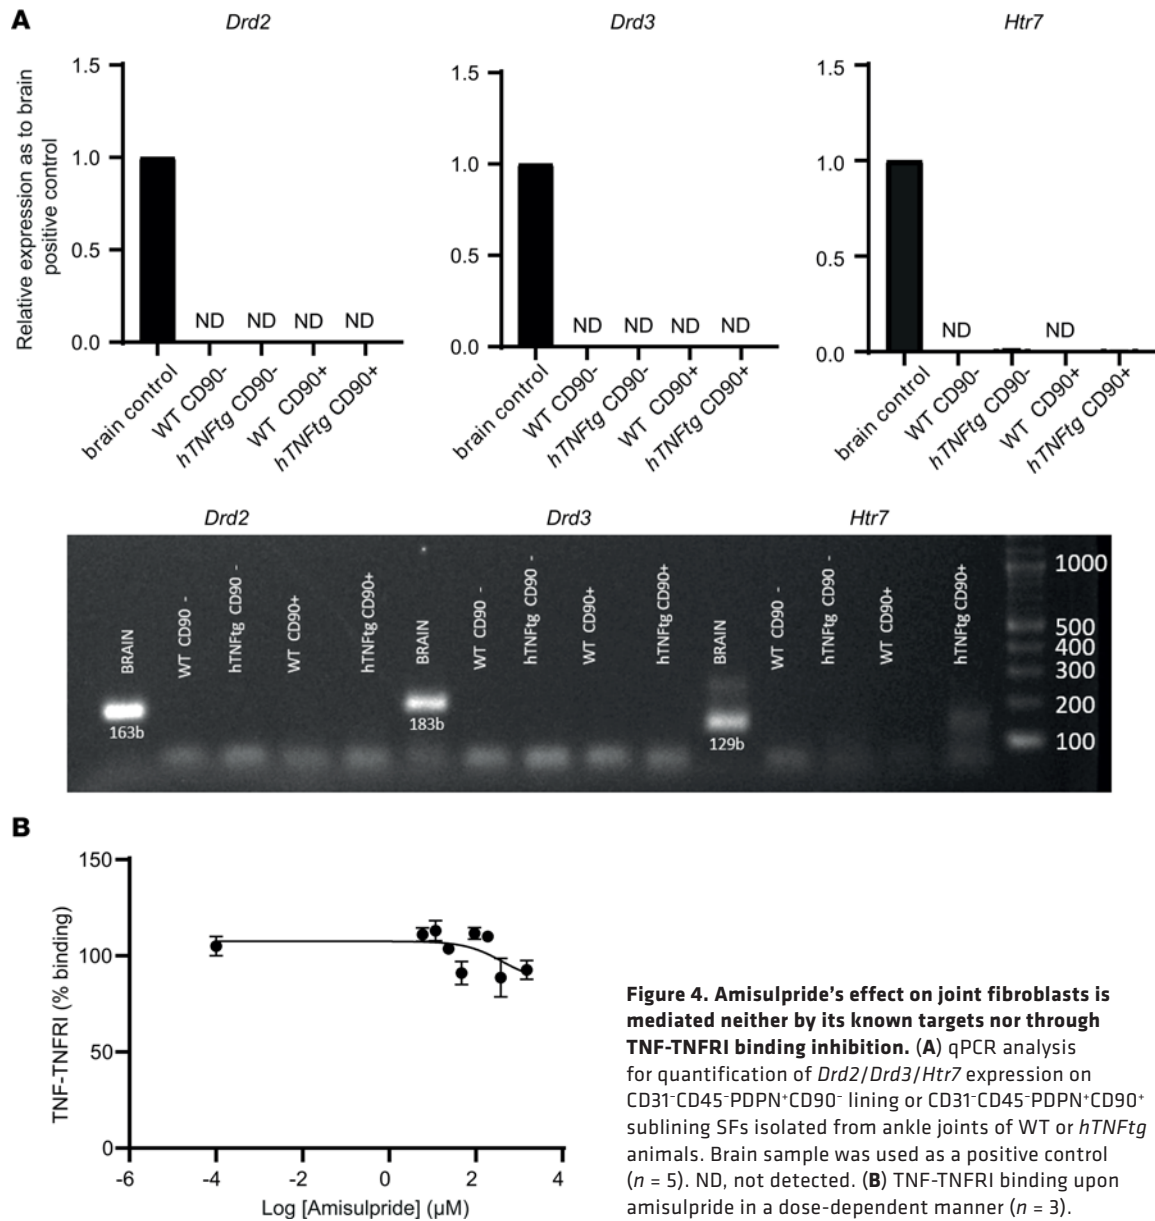 A
Drd2
Drd3
Htr7
Relative expression as to brain
positive control
1.5
1.0
0.5
0.0
ND
ND
ND
ND
brain control
WT CD90-
hTNFtg CD90-
WT CD90+
hTNFtg CD90+
1.5
1.0
0.5
0.0
ND
ND
ND
ND
brain control
WT CD90-
hTNFtg CD90-
WT CD90+
hTNFtg CD90+
1.5
1.0
0.5
0.0
ND
ND
brain control
WT CD90-
hTNFtg CD90-
WT CD90+
hTNFtg CD90+
Drd2
Drd3
Htr7
BRAIN
WT CD90 -
hTNFtg CD90 -
WT CD90+
hTNFtg CD90+
BRAIN
WT CD90 -
hTNFtg CD90 -
WT CD90+
hTNFtg CD90+
BRAIN
WT CD90 -
hTNFtg CD90 -
WT CD90+
hTNFtg CD90+
163b
183b
129b
1000
500
400
300
200
100
B
TNF-TNFRI (% binding)
150
100
50
0
-6
-4
-2
0
2
4
Log [Amisulpride] (μM)
Figure 4. Amisulpride’s effect on joint fibroblasts is
mediated neither by its known targets nor through
TNF-TNFRI binding inhibition. (A) qPCR analysis
for quantification of Drd2/Drd3/Htr7 expression on
CD31⁻CD45⁻PDPN⁺CD90⁻ lining or CD31⁻CD45⁻PDPN⁺CD90⁺
sublining SFs isolated from ankle joints of WT or hTNFtg
animals. Brain sample was used as a positive control
(n = 5). ND, not detected. (B) TNF-TNFRI binding upon
amisulpride in a dose-dependent manner (n = 3).